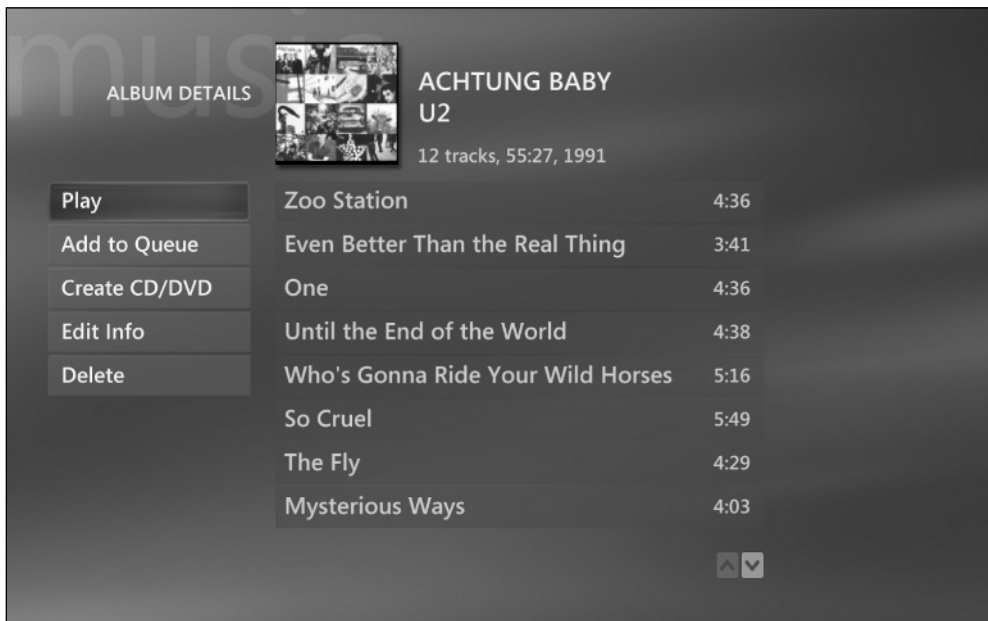 music
ALBUM DETAILS
ACHTUNG BABY
U2
12 tracks, 55:27, 1991
Play
Add to Queue
Create CD/DVD
Edit Info
Delete
Zoo Station 4:36
Even Better Than the Real Thing 3:41
One 4:36
Until the End of the World 4:38
Who's Gonna Ride Your Wild Horses 5:16
So Cruel 5:49
The Fly 4:29
Mysterious Ways 4:03